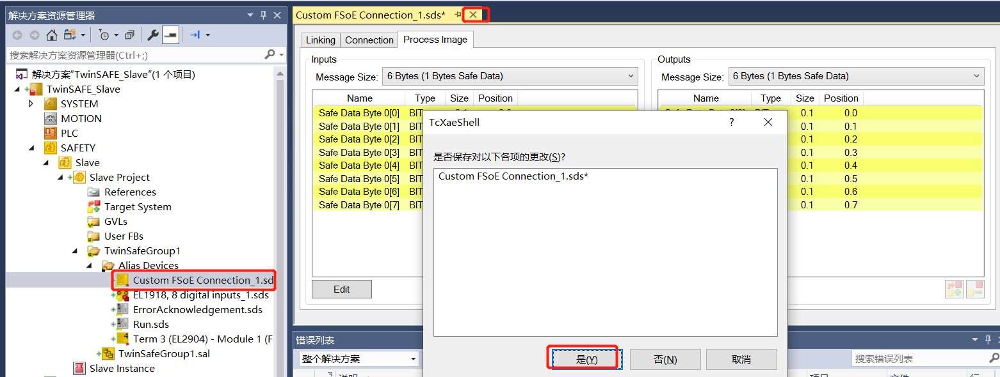 解决方案资源管理器
搜索解决方案资源管理器(Ctrl+;)
解决方案"TwinSAFE_Slave"(1 个项目)
TwinSAFE_Slave
SYSTEM
MOTION
PLC
SAFETY
Slave
Slave Project
References
Target System
GVLs
User FBs
TwinSafeGroup1
Alias Devices
Custom FSoE Connection_1.sd
EL1918, 8 digital inputs_1.sds
ErrorAcknowledgement.sds
Run.sds
Term 3 (EL2904) - Module 1 (F
TwinSafeGroup1.sal
Slave Instance
Custom FSoE Connection_1.sds*
Linking Connection Process Image
Inputs
Message Size: 6 Bytes (1 Bytes Safe Data)
Name Type Size Position
Safe Data Byte 0[0] BIT
Safe Data Byte 0[1] BIT
Safe Data Byte 0[2] BIT
Safe Data Byte 0[3] BIT
Safe Data Byte 0[4] BIT
Safe Data Byte 0[5] BIT
Safe Data Byte 0[6] BIT
Safe Data Byte 0[7] BIT
Edit
Outputs
Message Size: 6 Bytes (1 Bytes Safe Data)
Name Type Size Position
0.1 0.0
0.1 0.1
0.1 0.2
0.1 0.3
0.1 0.4
0.1 0.5
0.1 0.6
0.1 0.7
TcXaeShell
?
是否保存对以下各项的更改(S)?
Custom FSoE Connection_1.sds*
是(Y) 否(N) 取消
错误列表
整个解决方案
搜索错误列表
说明 项目 文件 行